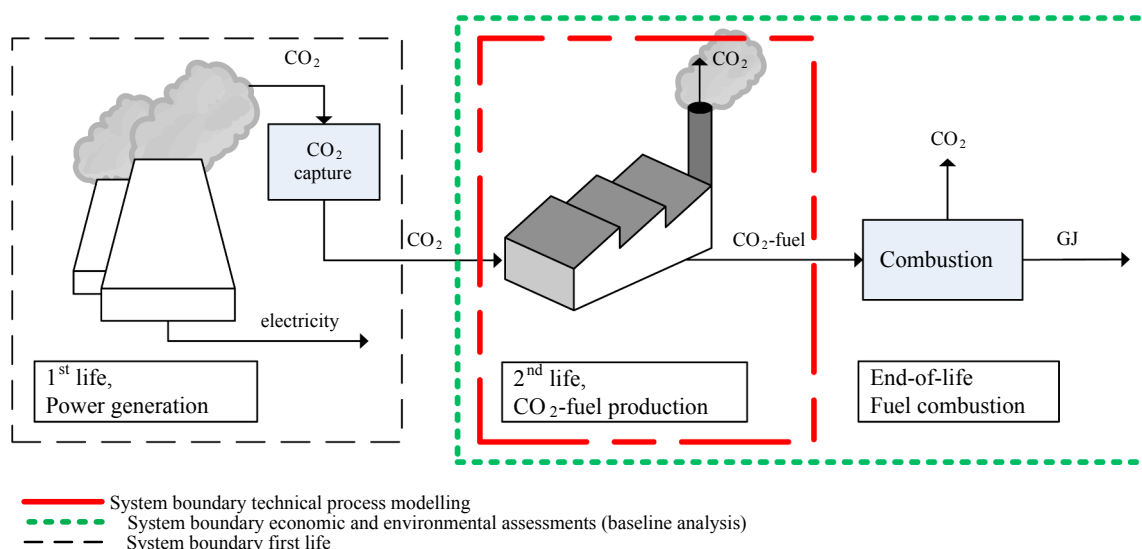 CO₂
CO₂
capture
CO₂
electricity
1ˢᵗ life,
Power generation
CO₂
CO₂-fuel
2ⁿᵈ life,
CO₂-fuel production
CO₂
Combustion
GJ
End-of-life
Fuel combustion
System boundary technical process modelling
System boundary economic and environmental assessments (baseline analysis)
System boundary first life